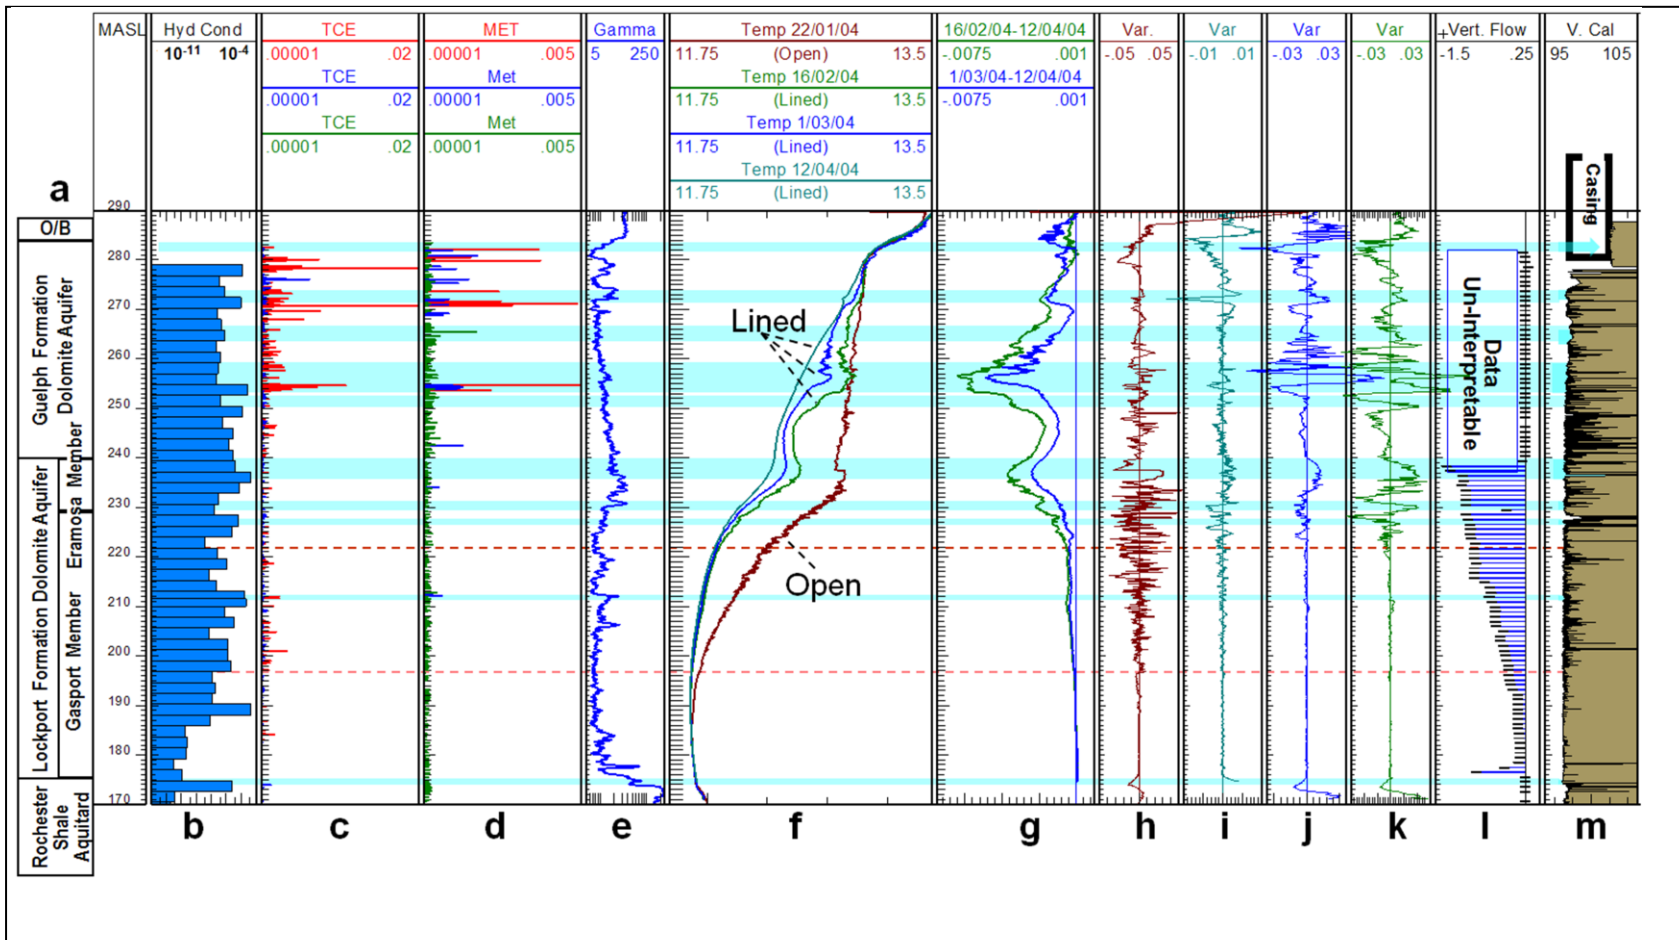 MASL Hyd Cond TCE MET Gamma Temp 22/01/04 16/02/04-12/04/04 Var. Var Var Var +Vert. Flow V. Cal
10-11 10-4 .00001 .02 .00001 .005 5 250 11.75 (Open) 13.5 -.0075 .001 -.05 .05 -.01 .01 -.03 .03 -.03 .03 -1.5 .25 95 105
TCE Met Temp 16/02/04 1/03/04-12/04/04
.00001 .02 .00001 .005 11.75 (Lined) 13.5 -.0075 .001
TCE Met Temp 1/03/04
.00001 .02 .00001 .005 11.75 (Lined) 13.5
Temp 12/04/04
11.75 (Lined) 13.5
a
Casing
290
O/B
280
270
260
250
240
230
220
210
200
190
180
170
Guelph Formation
Dolomite Aquifer
Lockport Formation Dolomite Aquifer
Eramosa Member
Gasport Member
Rochester
Shale
Aquitard
Lined
Open
Un-Interpretable
Data
b c d e f g h i j k l m